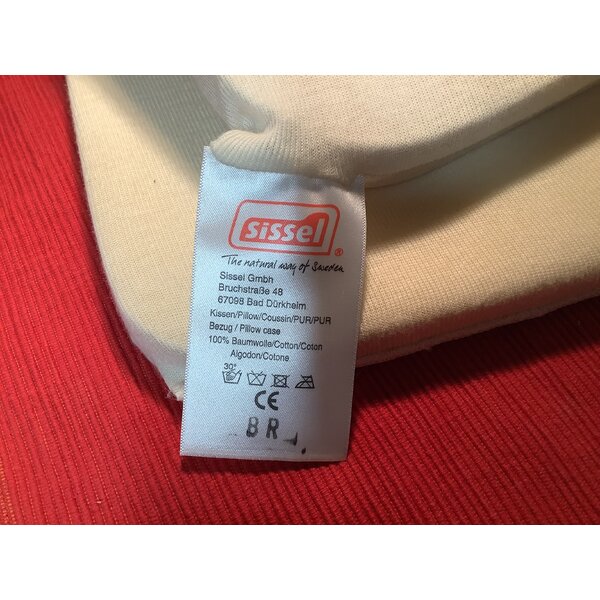 sissel®
The natural way of Sweden
Sissel Gmbh
Bruchstraße 48
67098 Bad Dürkheim
Kissen/Pillow/Coussin/PUR/PUR
Bezug / Pillow case
100% Baumwolle/Cotton/Coton
Algodon/Cotone
30°
CE
BR